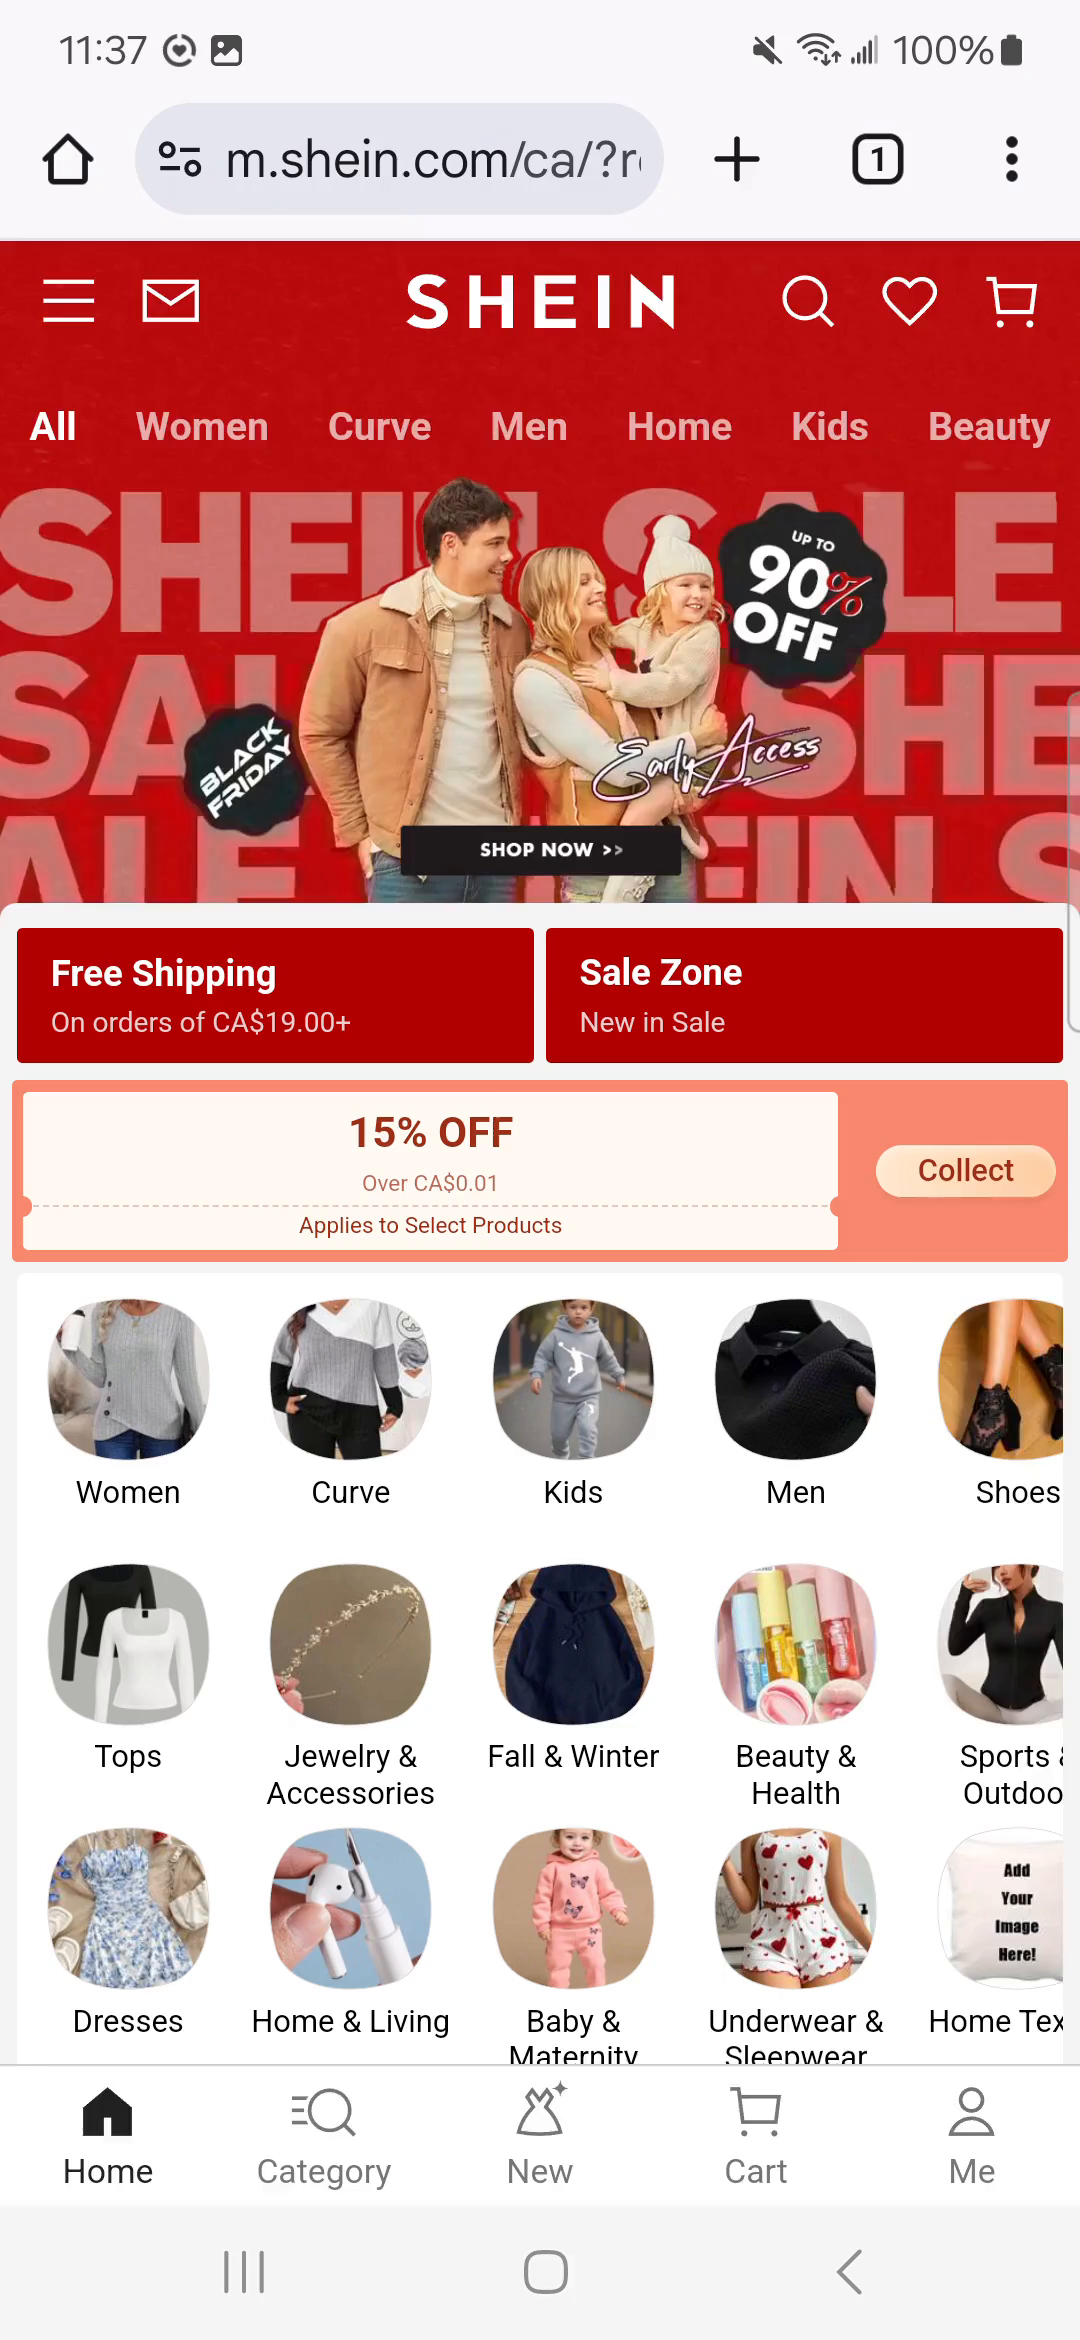 11:37
100%
m.shein.com/ca/?r
1
SHEIN
All Women Curve Men Home Kids Beauty
SHEIN SALE
UP TO
90%
OFF
BLACK
FRIDAY
Early Access
SHOP NOW >>
Free Shipping
On orders of CA$19.00+
Sale Zone
New in Sale
15% OFF
Over CA$0.01
Applies to Select Products
Collect
Women
Curve
Kids
Men
Shoes
Tops
Jewelry &
Accessories
Fall & Winter
Beauty &
Health
Sports &
Outdoo
Dresses
Home & Living
Baby &
Maternity
Underwear &
Sleepwear
Add
Your
Image
Here!
Home Tex
Home
Category
New
Cart
Me